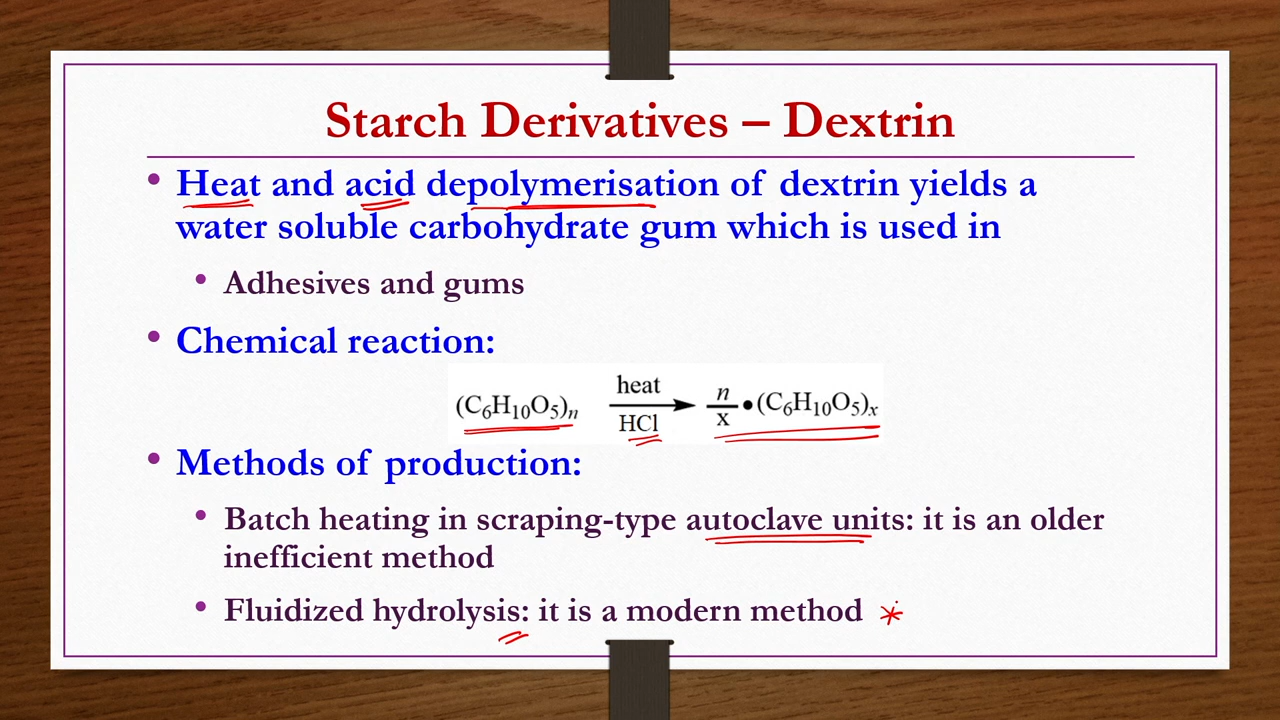 Starch Derivatives – Dextrin
• Heat and acid depolymerisation of dextrin yields a
water soluble carbohydrate gum which is used in
• Adhesives and gums
• Chemical reaction:
(C₆H₁₀O₅)ₙ heat HCl n/x •(C₆H₁₀O₅)ₓ
• Methods of production:
• Batch heating in scraping-type autoclave units: it is an older
inefficient method
• Fluidized hydrolysis: it is a modern method *